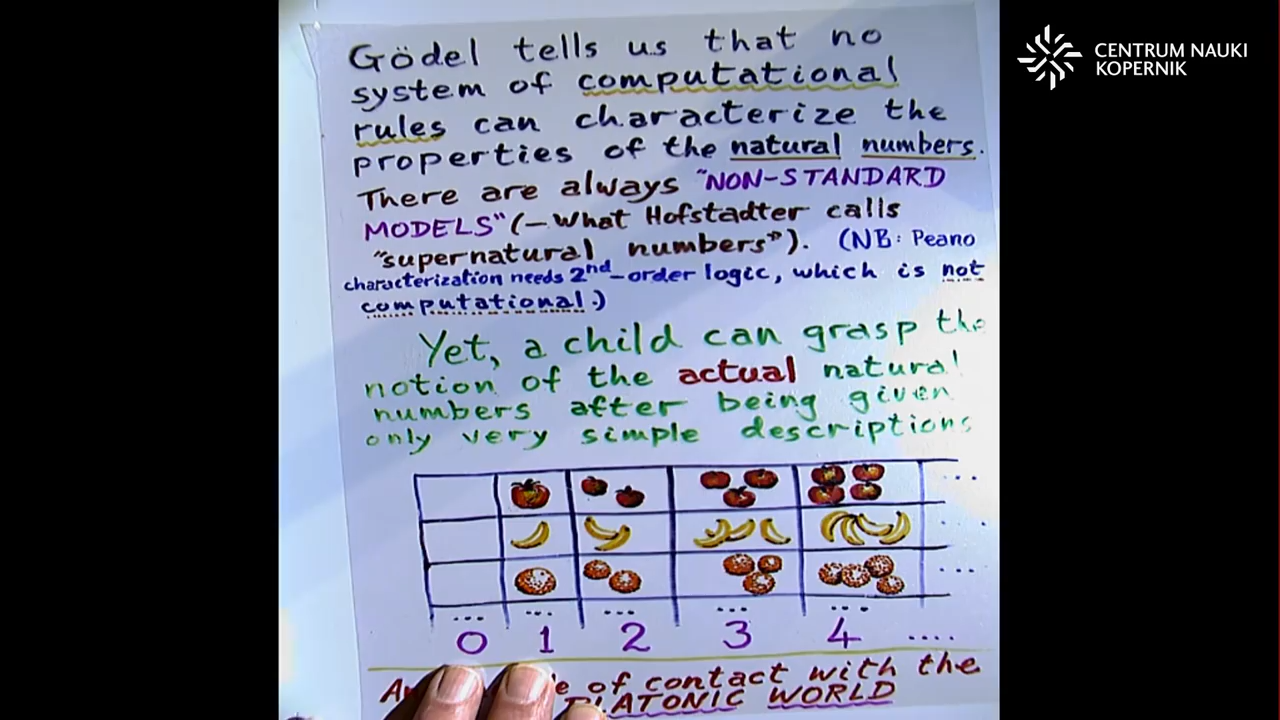 Gödel tells us that no
system of computational
rules can characterize the
properties of the natural numbers.
There are always "NON-STANDARD
MODELS" (—What Hofstadter calls
"supernatural numbers"). (NB: Peano
characterization needs 2nd-order logic, which is not
computational.)
Yet, a child can grasp the
notion of the actual natural
numbers after being given
only very simple descriptions
....
....
....
... ... ... ... ...
0 1 2 3 4 ....
of contact with the
PLATONIC WORLD
CENTRUM NAUKI
KOPERNIK